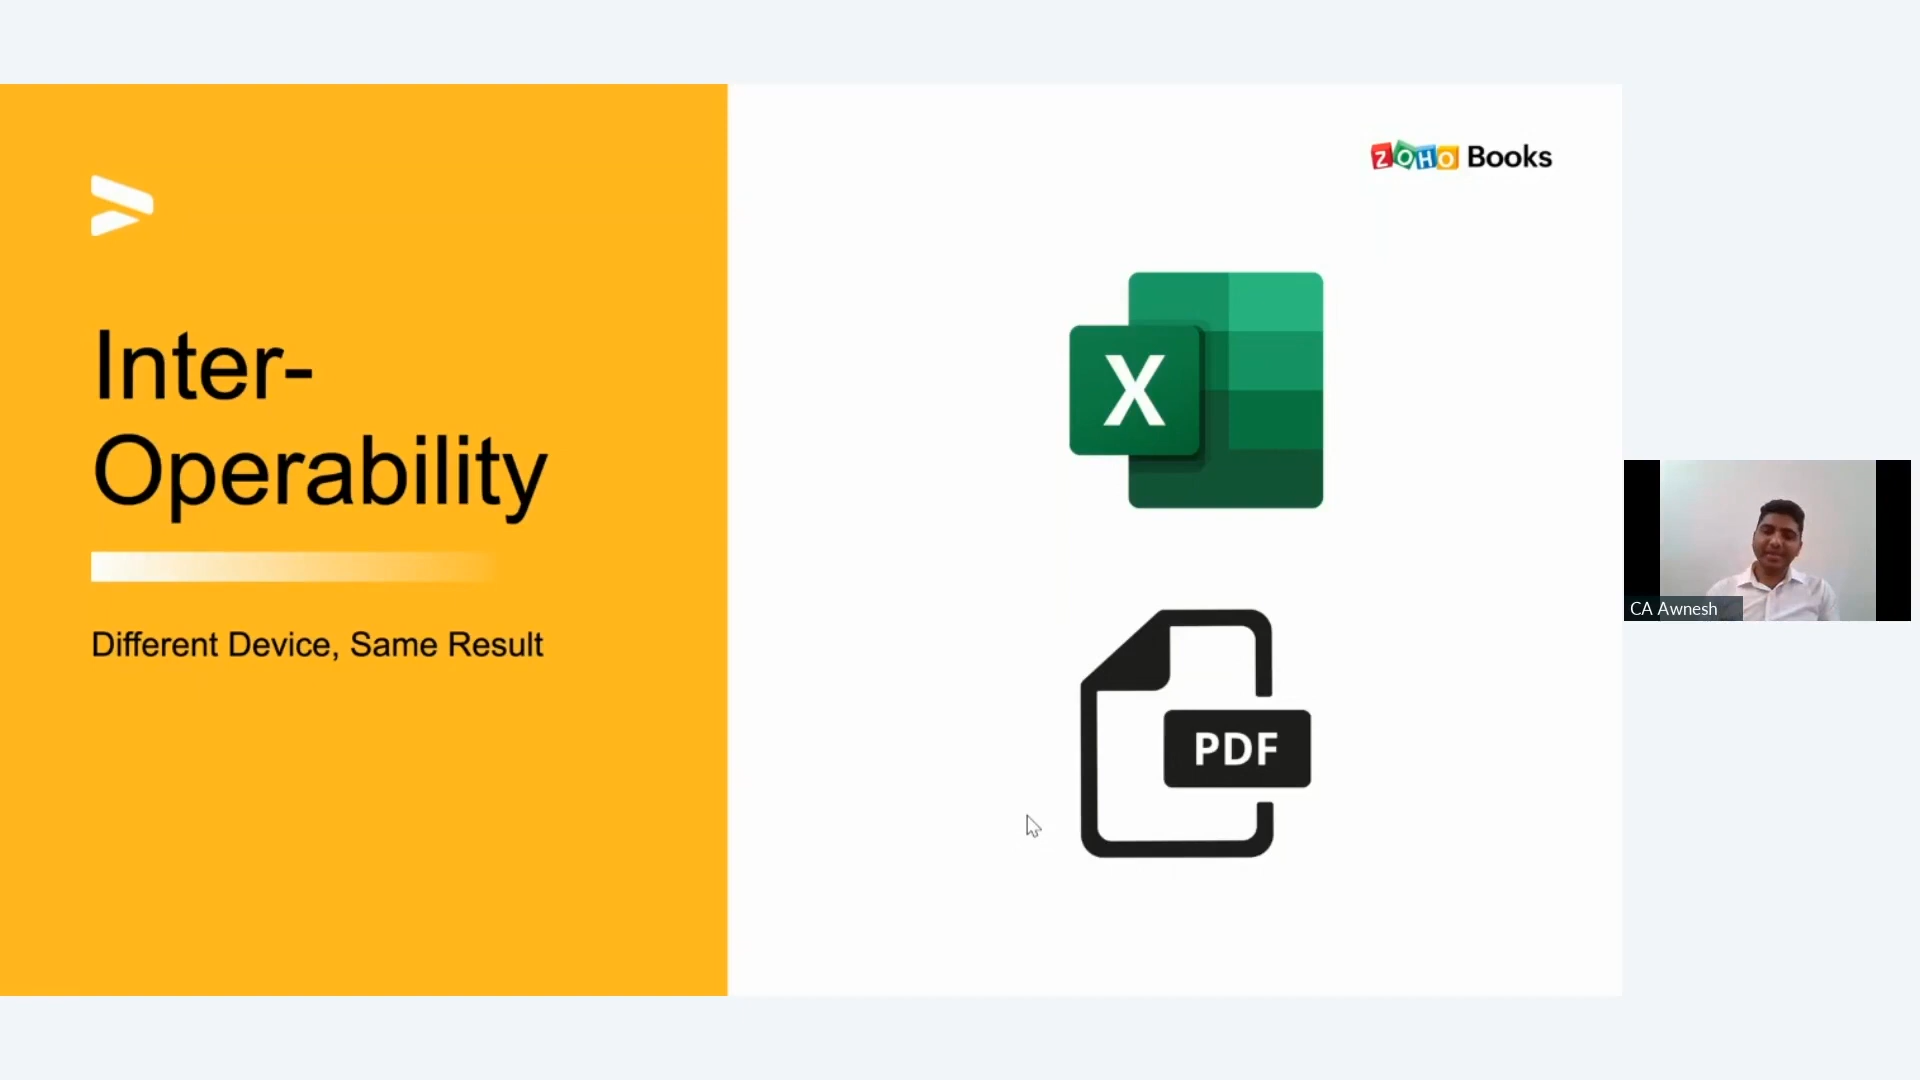 ZOHO Books
Inter-
Operability
Different Device, Same Result
X
PDF
CA Awnesh